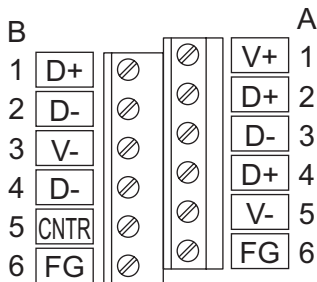 B
A
1 D+
V+ 1
2 D-
D+ 2
3 V-
D- 3
4 D-
D+ 4
5 CNTR
V- 5
6 FG
FG 6